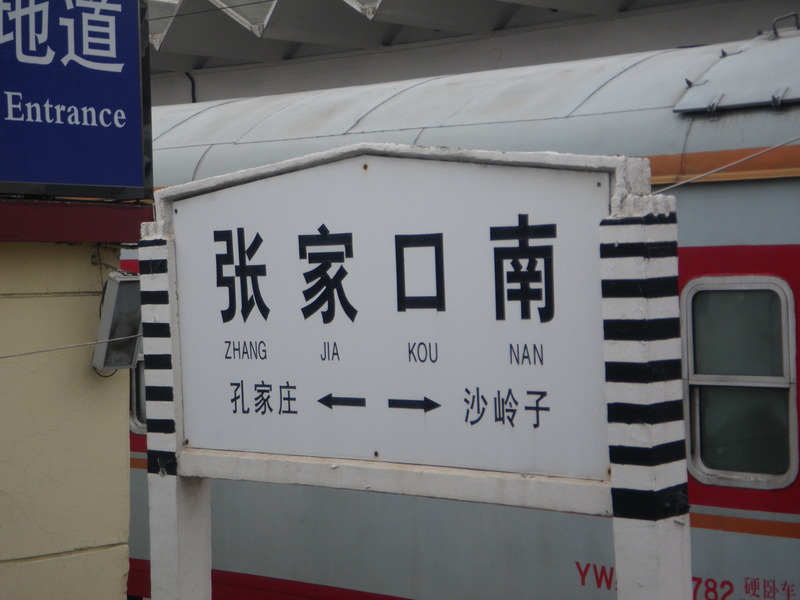 地道
Entrance
张家口南
ZHANG JIA KOU NAN
孔家庄 ← → 沙岭子
YW 782 硬卧车